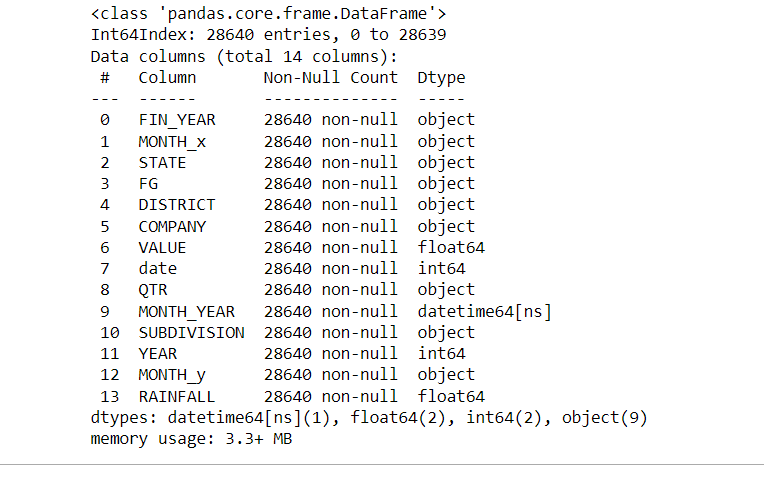 <class 'pandas.core.frame.DataFrame'>
Int64Index: 28640 entries, 0 to 28639
Data columns (total 14 columns):
 #   Column       Non-Null Count  Dtype
---  ------       --------------  -----
 0   FIN_YEAR     28640 non-null  object
 1   MONTH_x      28640 non-null  object
 2   STATE        28640 non-null  object
 3   FG           28640 non-null  object
 4   DISTRICT     28640 non-null  object
 5   COMPANY      28640 non-null  object
 6   VALUE        28640 non-null  float64
 7   date         28640 non-null  int64
 8   QTR          28640 non-null  object
 9   MONTH_YEAR   28640 non-null  datetime64[ns]
 10  SUBDIVISION  28640 non-null  object
 11  YEAR         28640 non-null  int64
 12  MONTH_y      28640 non-null  object
 13  RAINFALL     28640 non-null  float64
dtypes: datetime64[ns](1), float64(2), int64(2), object(9)
memory usage: 3.3+ MB